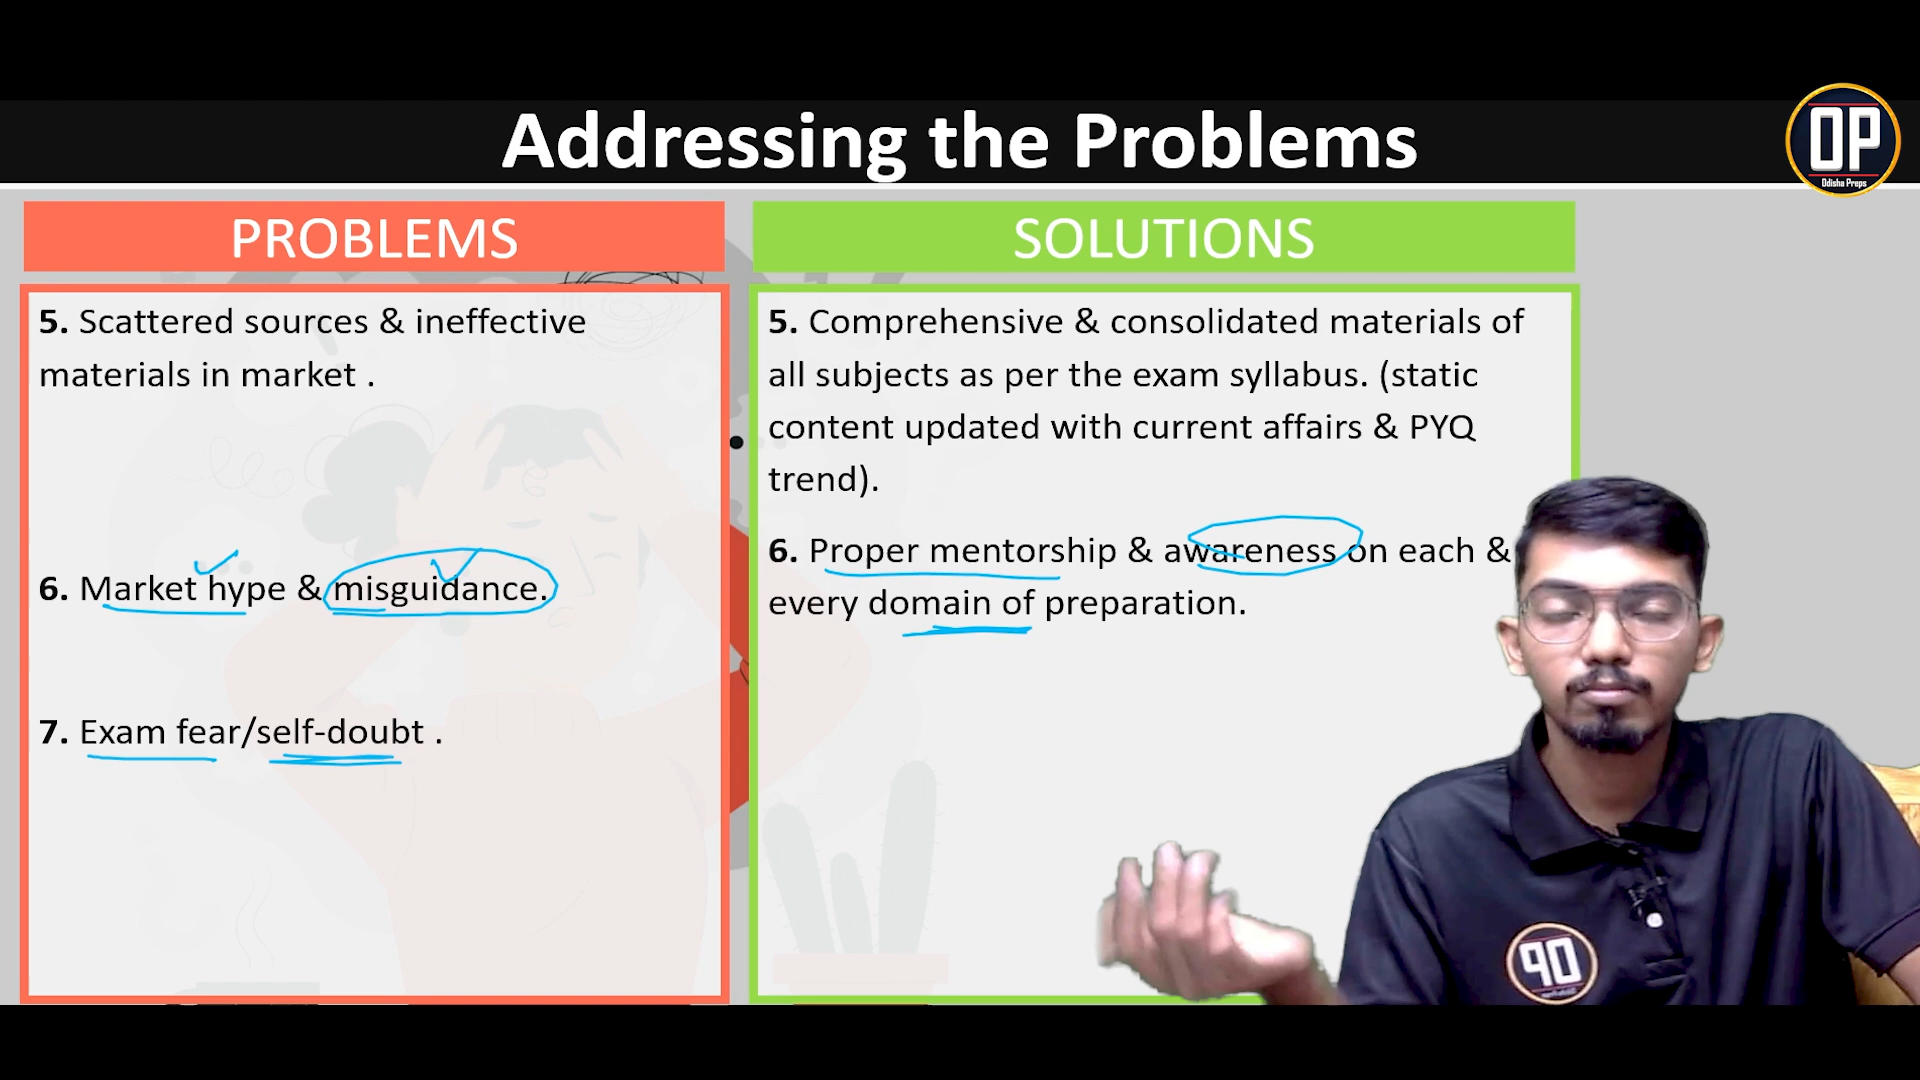 Addressing the Problems
OP
Odisha Preps
PROBLEMS
SOLUTIONS
5. Scattered sources & ineffective
materials in market .
6. Market hype & misguidance.
7. Exam fear/self-doubt .
5. Comprehensive & consolidated materials of
all subjects as per the exam syllabus. (static
content updated with current affairs & PYQ
trend).
6. Proper mentorship & awareness on each &
every domain of preparation.